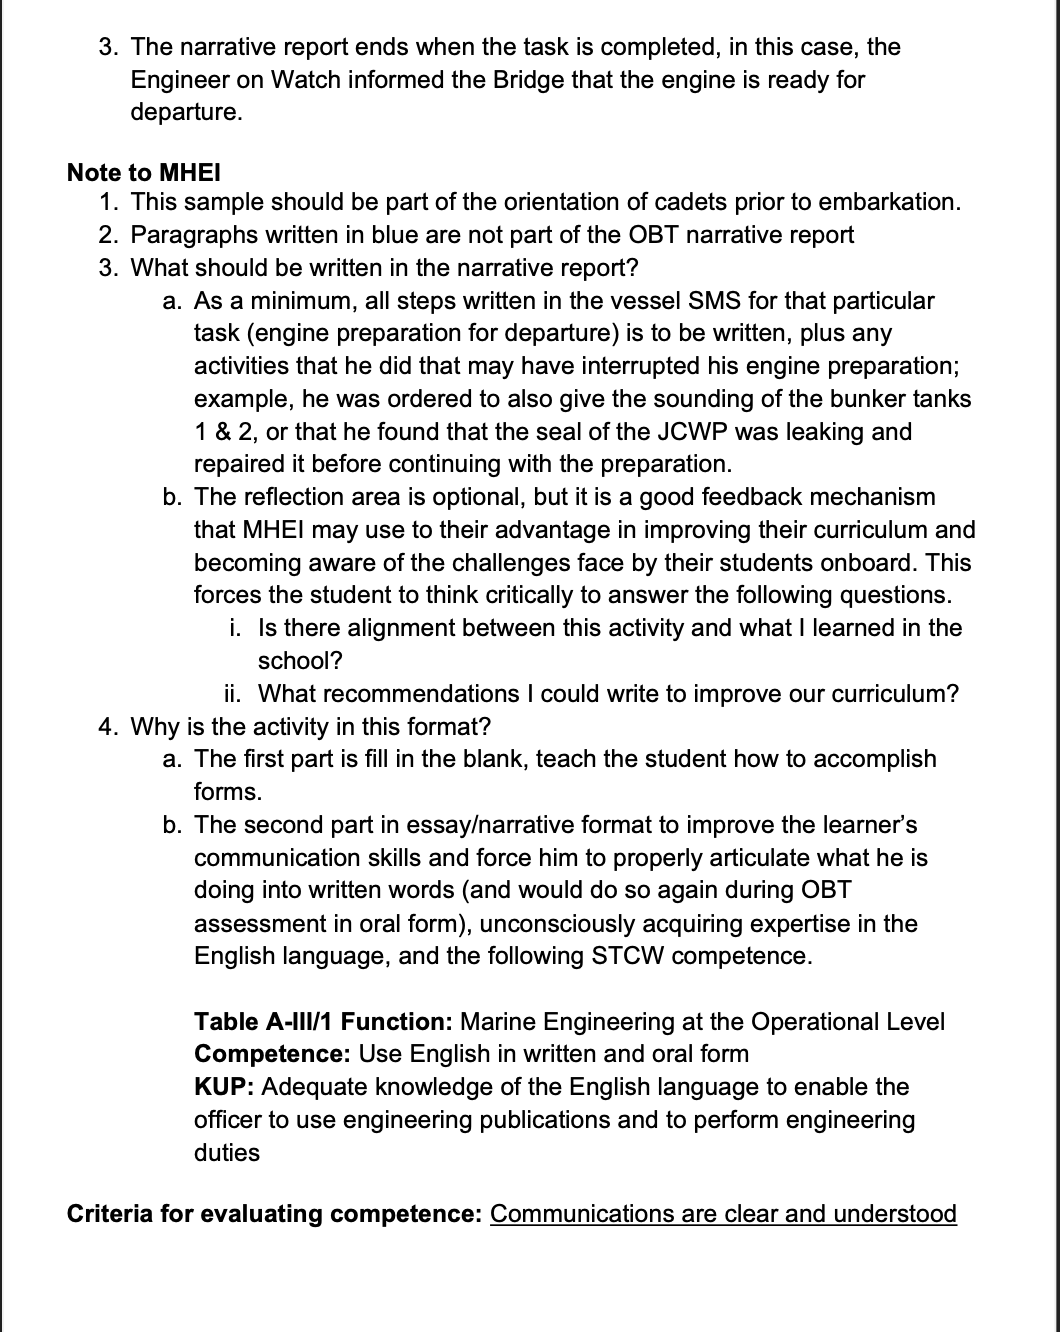 3. The narrative report ends when the task is completed, in this case, the
Engineer on Watch informed the Bridge that the engine is ready for
departure.
Note to MHEI
1. This sample should be part of the orientation of cadets prior to embarkation.
2. Paragraphs written in blue are not part of the OBT narrative report
3. What should be written in the narrative report?
a. As a minimum, all steps written in the vessel SMS for that particular
task (engine preparation for departure) is to be written, plus any
activities that he did that may have interrupted his engine preparation;
example, he was ordered to also give the sounding of the bunker tanks
1 & 2, or that he found that the seal of the JCWP was leaking and
repaired it before continuing with the preparation.
b. The reflection area is optional, but it is a good feedback mechanism
that MHEI may use to their advantage in improving their curriculum and
becoming aware of the challenges face by their students onboard. This
forces the student to think critically to answer the following questions.
i. Is there alignment between this activity and what I learned in the
school?
ii. What recommendations I could write to improve our curriculum?
4. Why is the activity in this format?
a. The first part is fill in the blank, teach the student how to accomplish
forms.
b. The second part in essay/narrative format to improve the learner’s
communication skills and force him to properly articulate what he is
doing into written words (and would do so again during OBT
assessment in oral form), unconsciously acquiring expertise in the
English language, and the following STCW competence.
Table A-III/1 Function: Marine Engineering at the Operational Level
Competence: Use English in written and oral form
KUP: Adequate knowledge of the English language to enable the
officer to use engineering publications and to perform engineering
duties
Criteria for evaluating competence: Communications are clear and understood